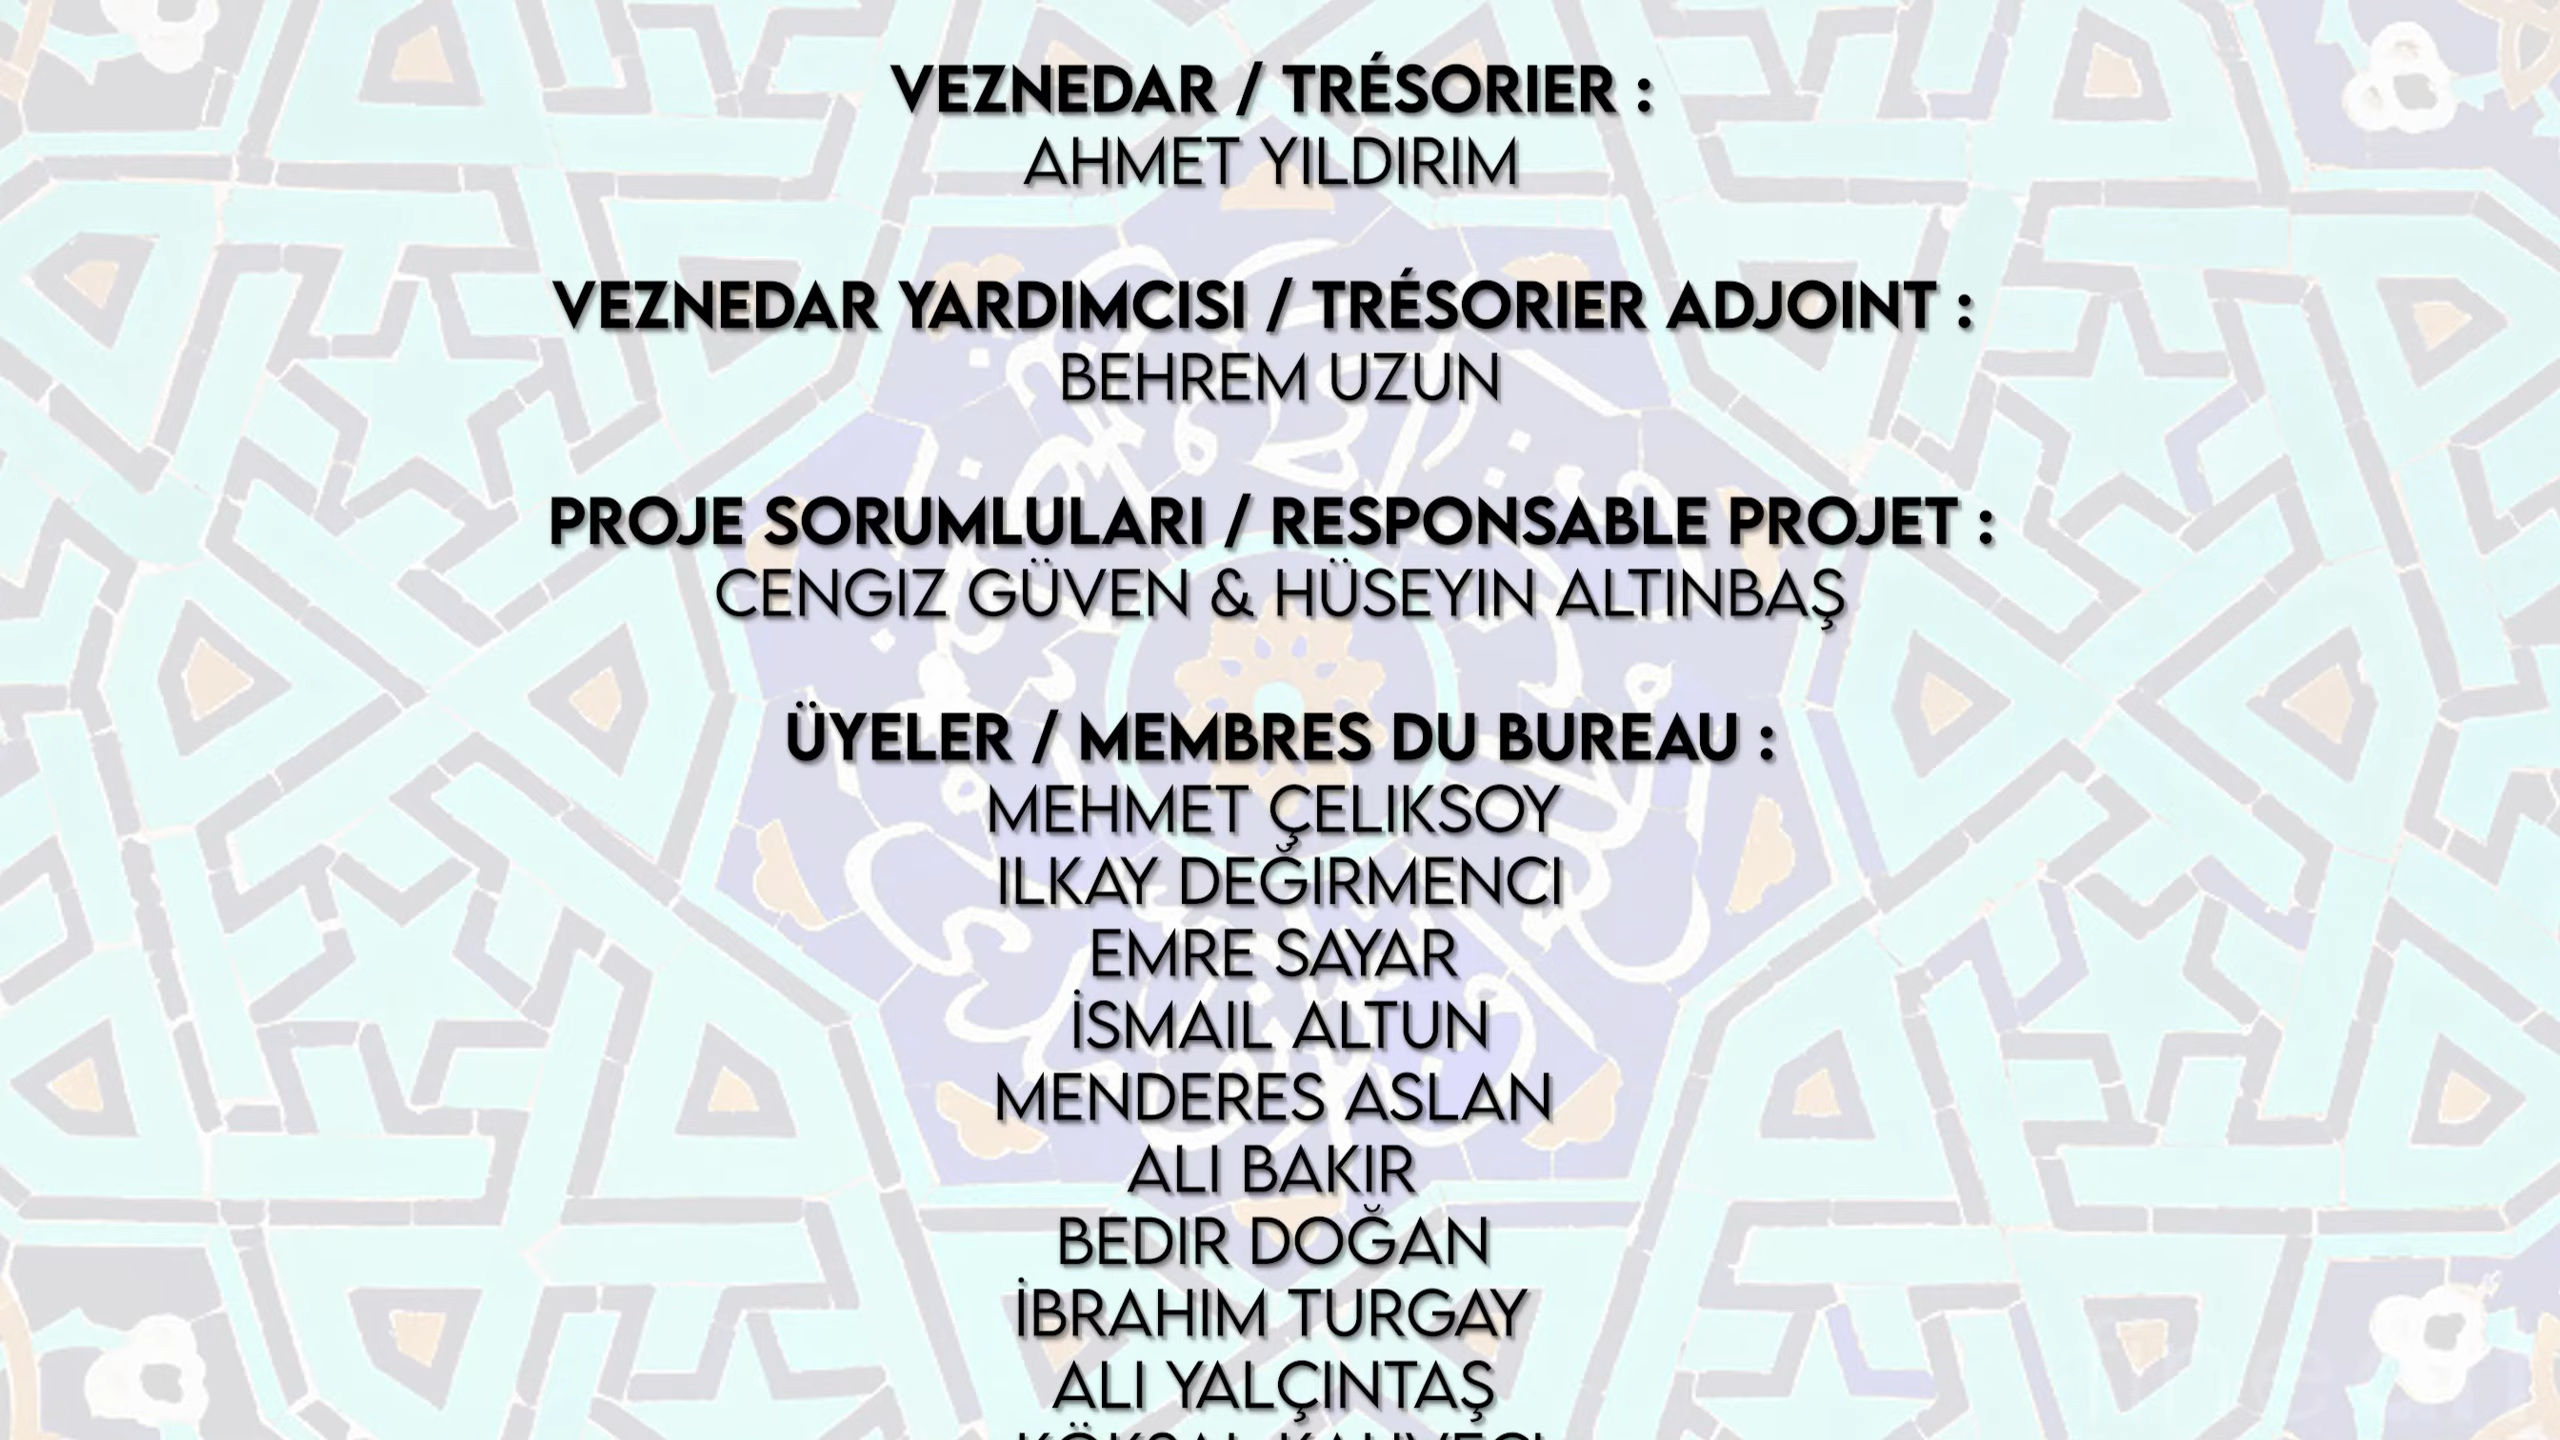 VEZNEDAR / TRÉSORIER :
AHMET YILDIRIM
VEZNEDAR YARDIMCISI / TRÉSORIER ADJOINT :
BEHREM UZUN
PROJE SORUMLULARI / RESPONSABLE PROJET :
CENGIZ GÜVEN & HÜSEYIN ALTINBAŞ
ÜYELER / MEMBRES DU BUREAU :
MEHMET ÇELIKSOY
ILKAY DEĞIRMENCI
EMRE SAYAR
İSMAIL ALTUN
MENDERES ASLAN
ALI BAKIR
BEDIR DOĞAN
İBRAHIM TURGAY
ALI YALÇINTAŞ